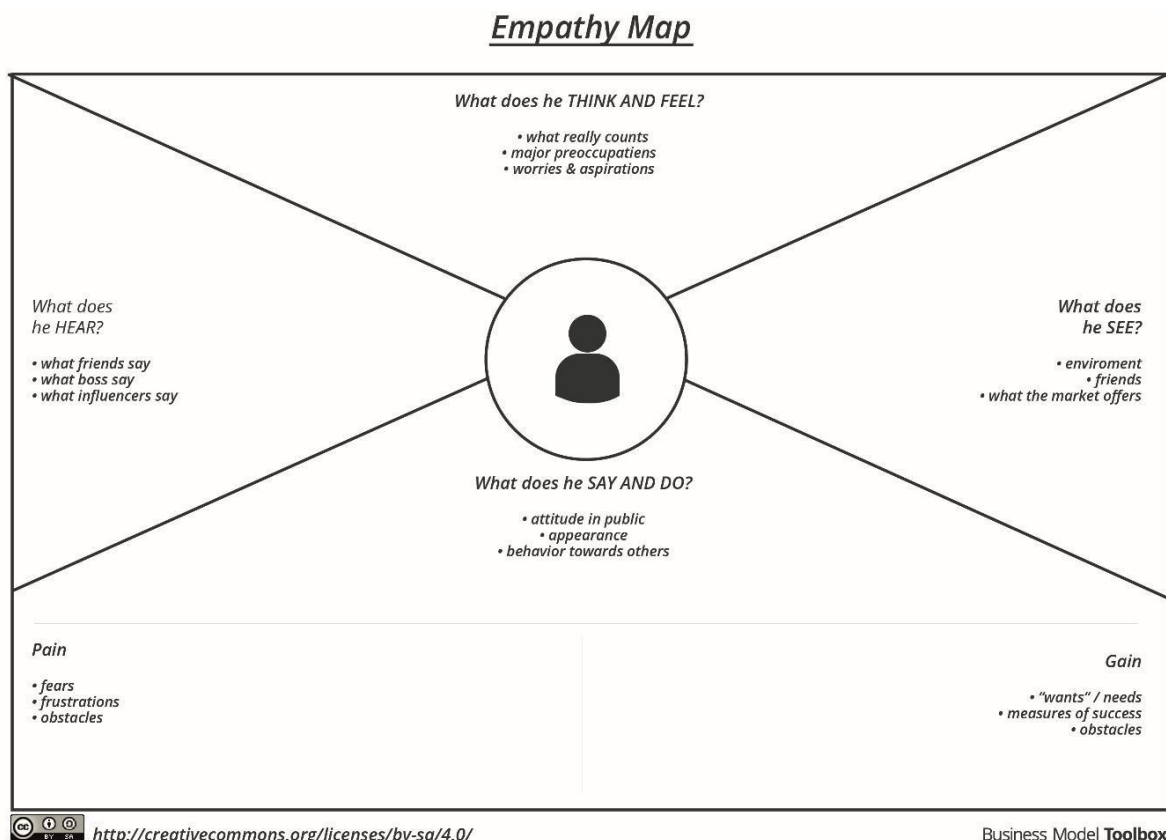 Empathy Map
What does he THINK AND FEEL?
• what really counts
• major preoccupatiens
• worries & aspirations
What does
he HEAR?
• what friends say
• what boss say
• what influencers say
What does
he SEE?
• enviroment
• friends
• what the market offers
What does he SAY AND DO?
• attitude in public
• appearance
• behavior towards others
Pain
• fears
• frustrations
• obstacles
Gain
• “wants“ / needs
• measures of success
• obstacles
cc BY SA
http://creativecommons.org/licenses/by-sa/4.0/
Business Model Toolbox